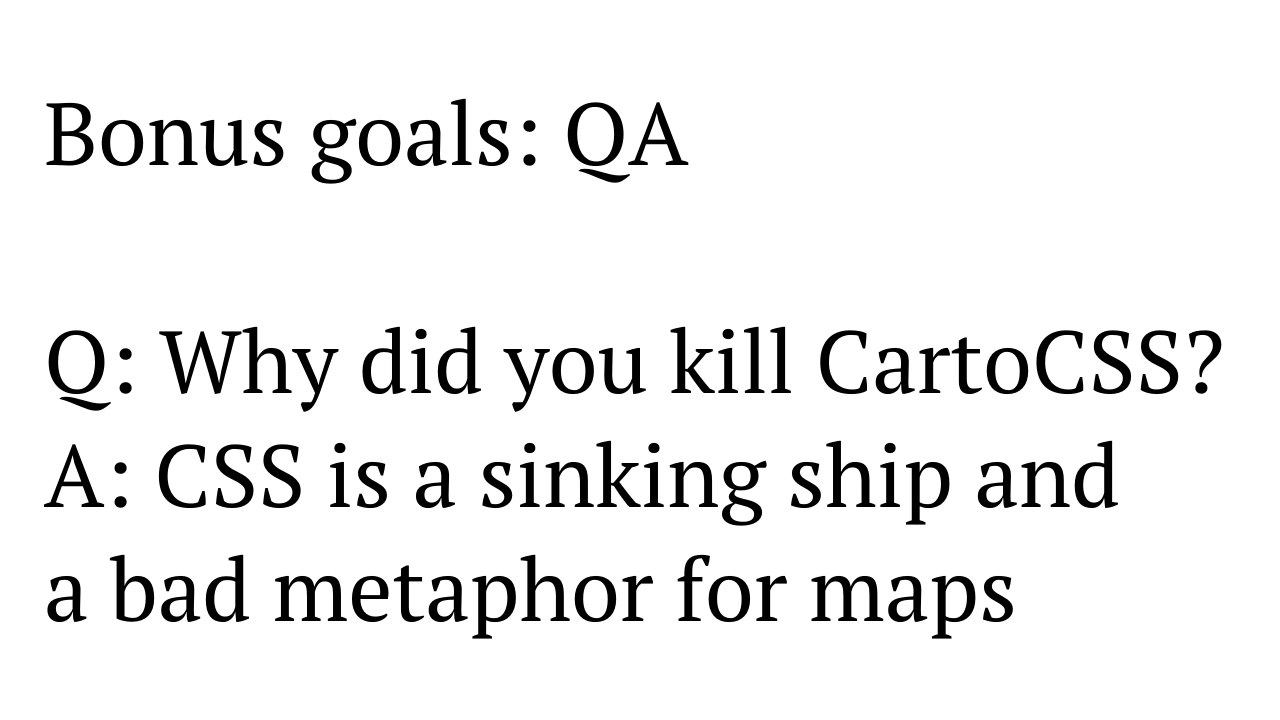 Bonus goals: QA
Q: Why did you kill CartoCSS?
A: CSS is a sinking ship and
a bad metaphor for maps